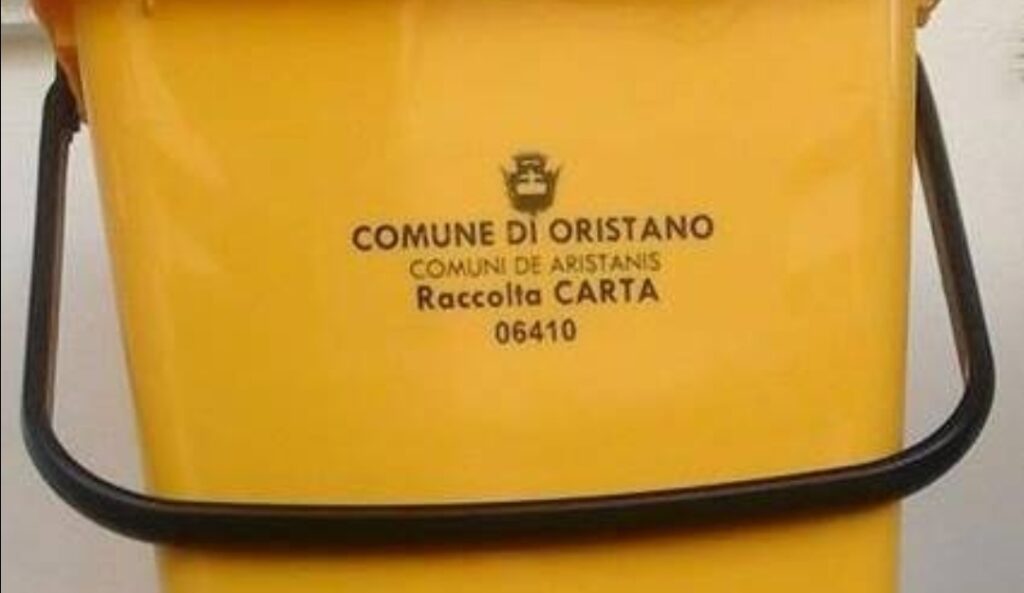 COMUNE DI ORISTANO
COMUNI DE ARISTANIS
Raccolta CARTA
06410